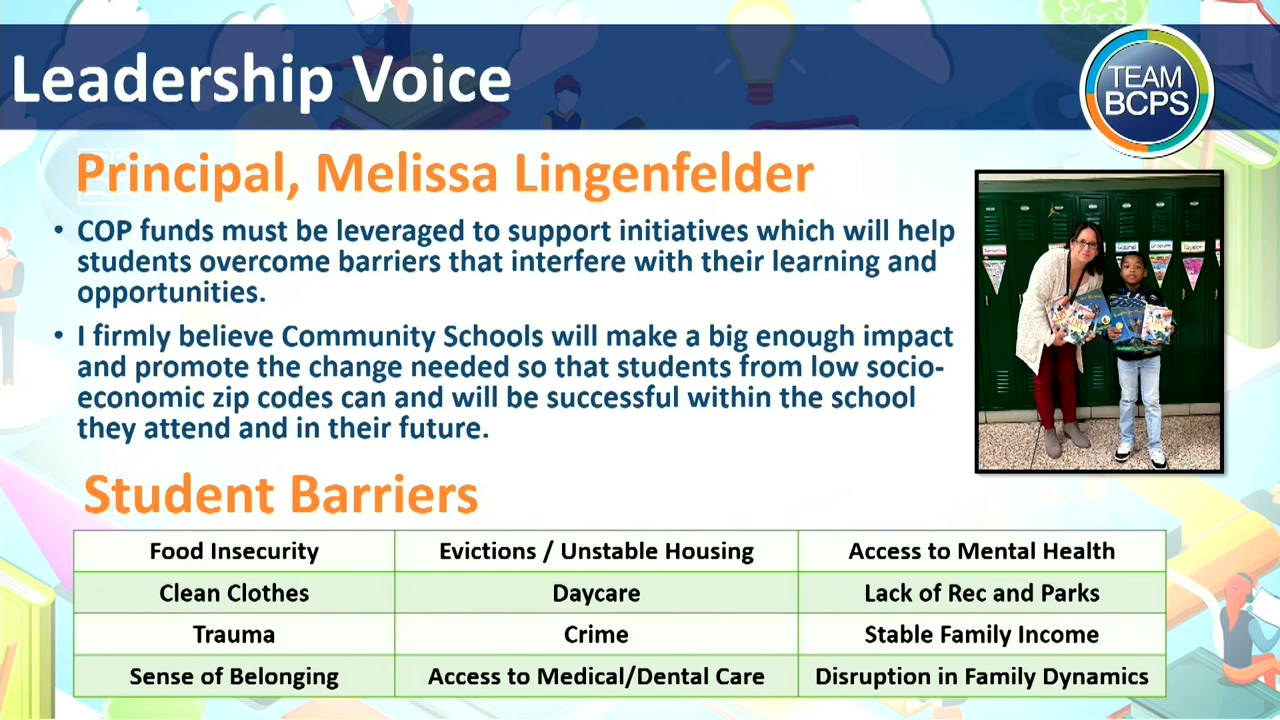 Leadership Voice
TEAM
BCPS
Principal, Melissa Lingenfelder
• COP funds must be leveraged to support initiatives which will help
students overcome barriers that interfere with their learning and
opportunities.
• I firmly believe Community Schools will make a big enough impact
and promote the change needed so that students from low socio-
economic zip codes can and will be successful within the school
they attend and in their future.
Student Barriers
Food Insecurity Evictions / Unstable Housing Access to Mental Health
Clean Clothes Daycare Lack of Rec and Parks
Trauma Crime Stable Family Income
Sense of Belonging Access to Medical/Dental Care Disruption in Family Dynamics